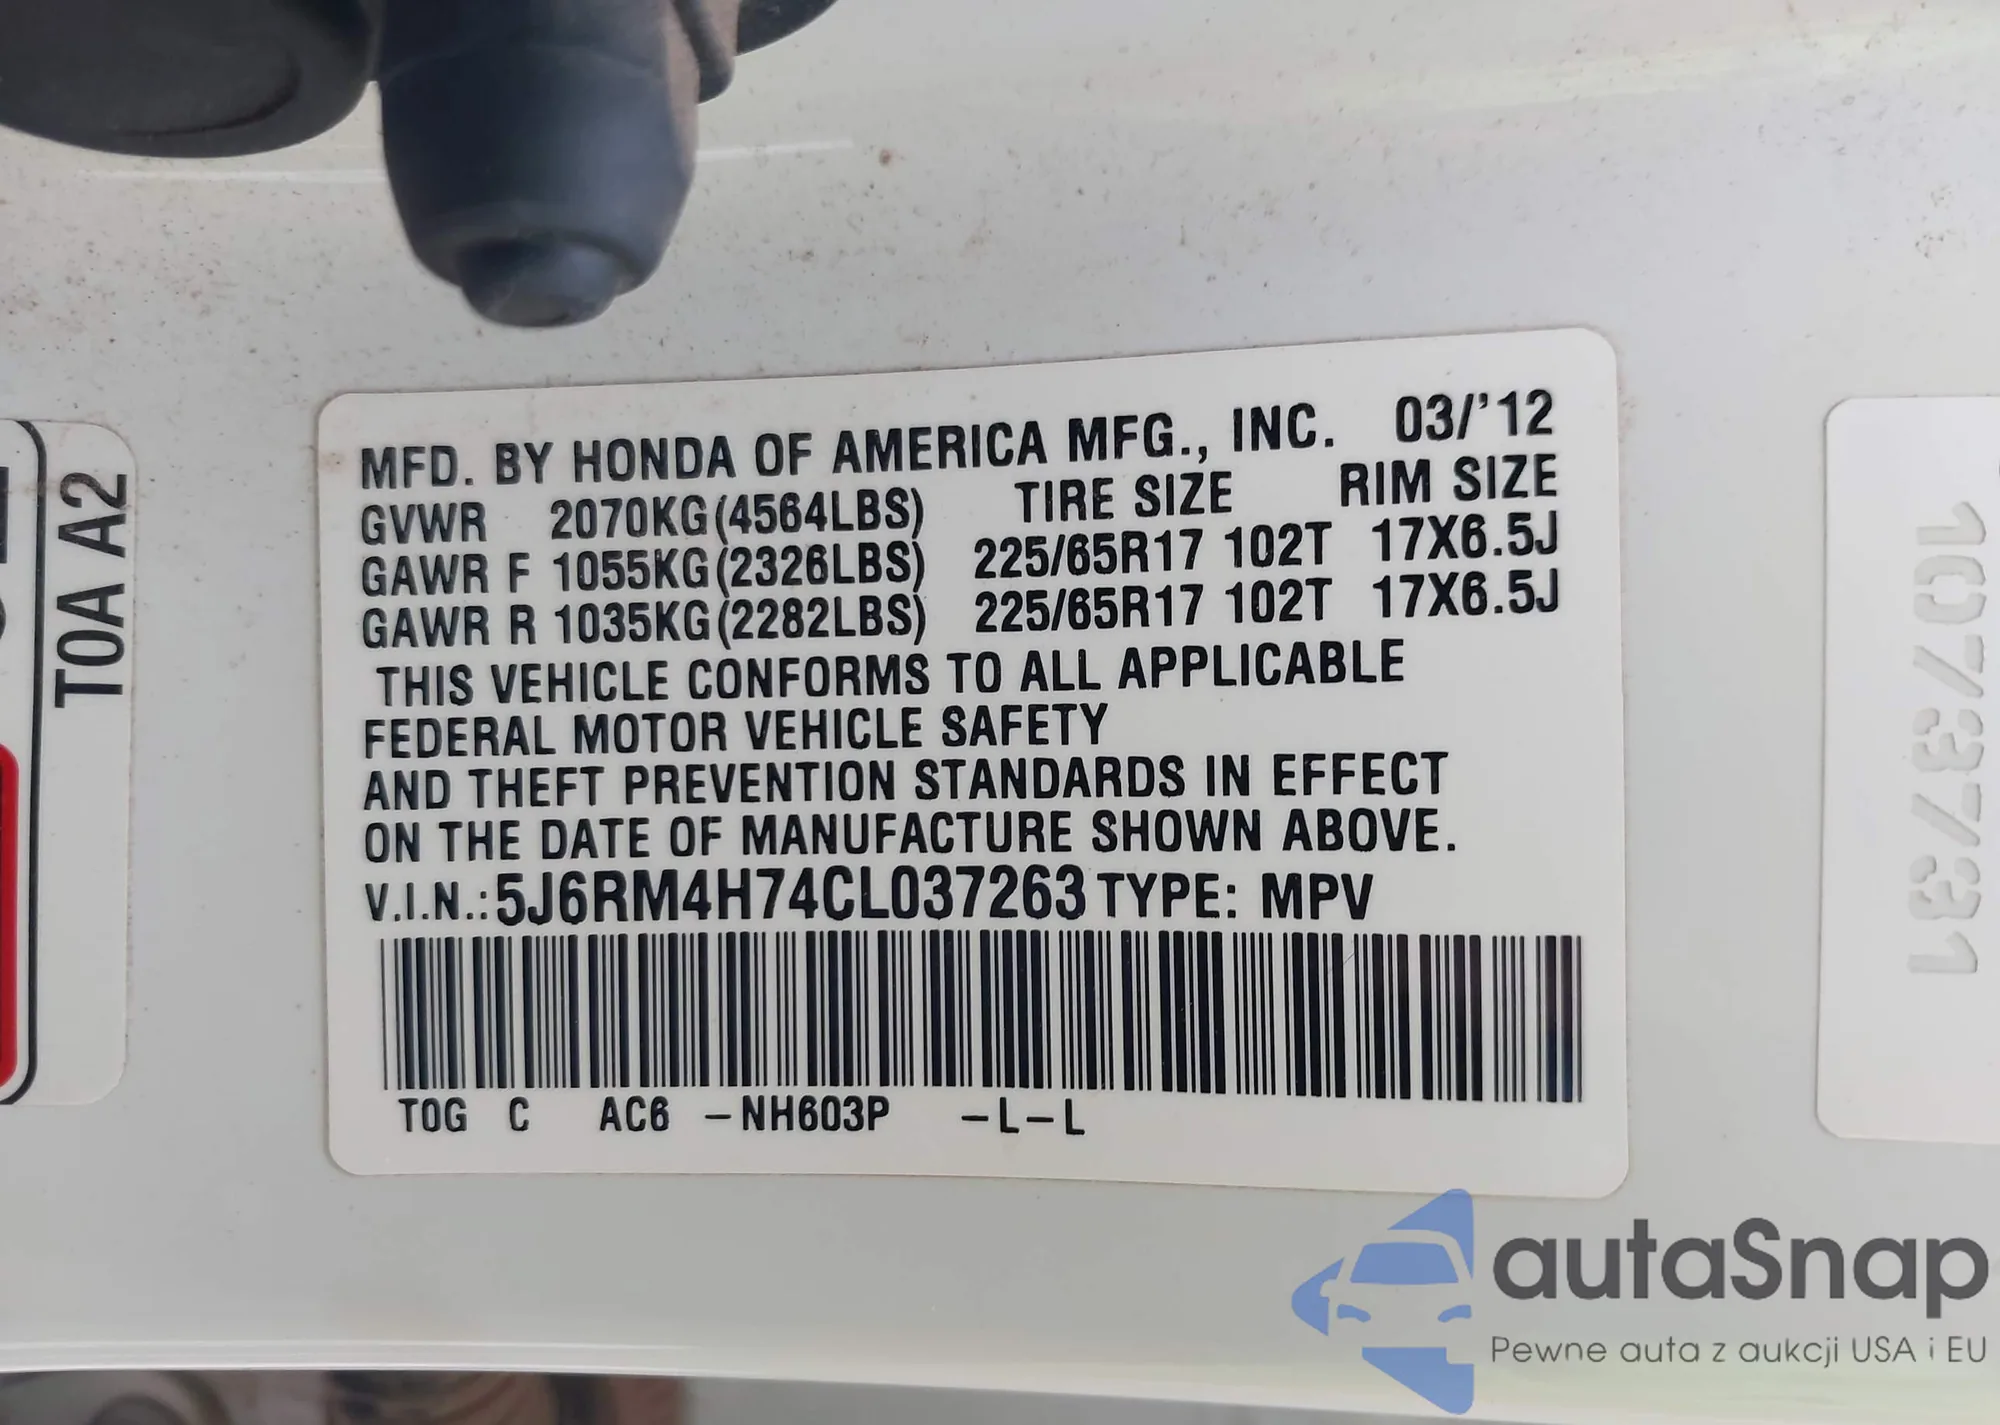 T0A A2
MFD. BY HONDA OF AMERICA MFG., INC. 03/'12
GVWR 2070KG(4564LBS) TIRE SIZE RIM SIZE
GAWR F 1055KG(2326LBS) 225/65R17 102T 17X6.5J
GAWR R 1035KG(2282LBS) 225/65R17 102T 17X6.5J
THIS VEHICLE CONFORMS TO ALL APPLICABLE
FEDERAL MOTOR VEHICLE SAFETY
AND THEFT PREVENTION STANDARDS IN EFFECT
ON THE DATE OF MANUFACTURE SHOWN ABOVE.
V.I.N.: 5J6RM4H74CL037263 TYPE: MPV
T0G C AC6 -NH603P -L-L
autaSnap
Pewne auta z aukcji USA i EU